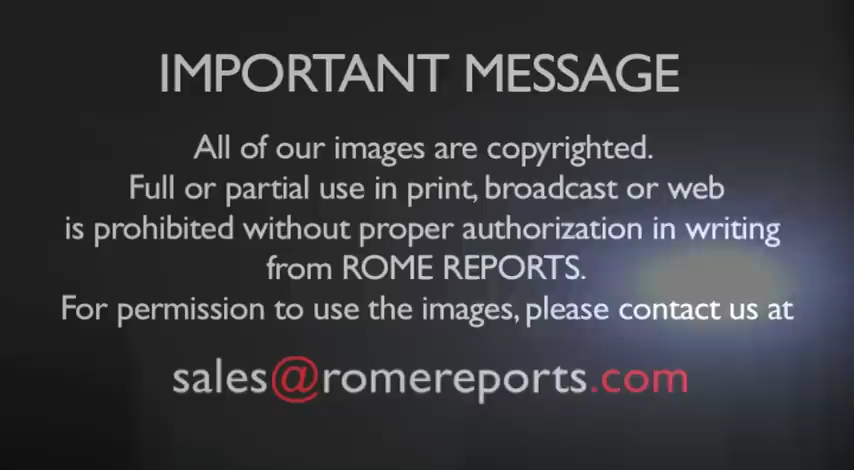 IMPORTANT MESSAGE
All of our images are copyrighted.
Full or partial use in print, broadcast or web
is prohibited without proper authorization in writing
from ROME REPORTS.
For permission to use the images, please contact us at
sales@romereports.com